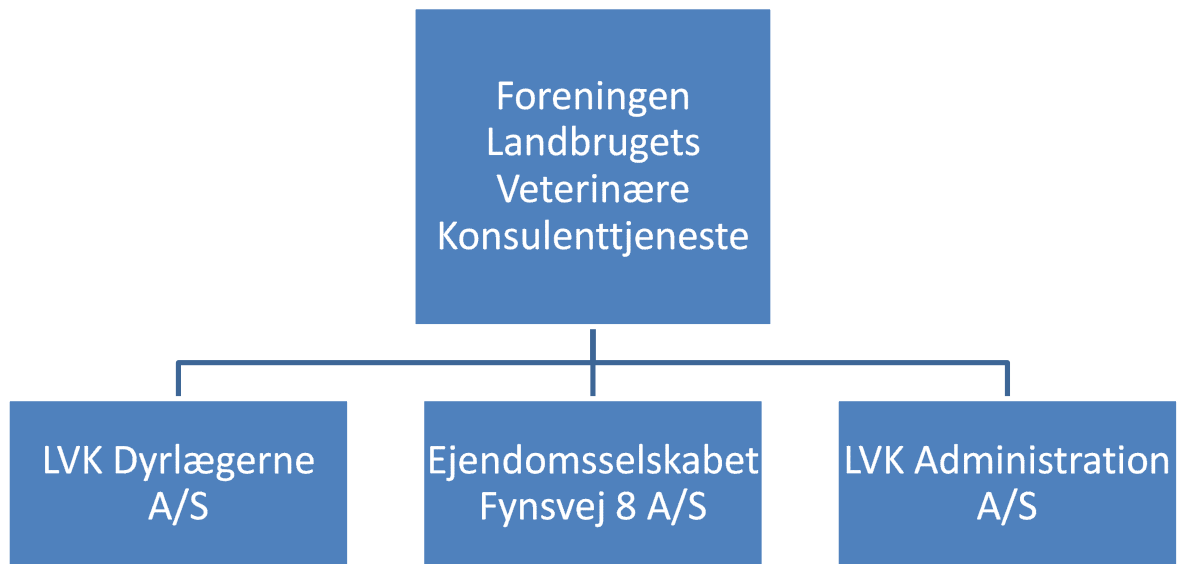 Foreningen
Landbrugets
Veterinære
Konsulenttjeneste
LVK Dyrlægerne
A/S
Ejendomsselskabet
Fynsvej 8 A/S
LVK Administration
A/S